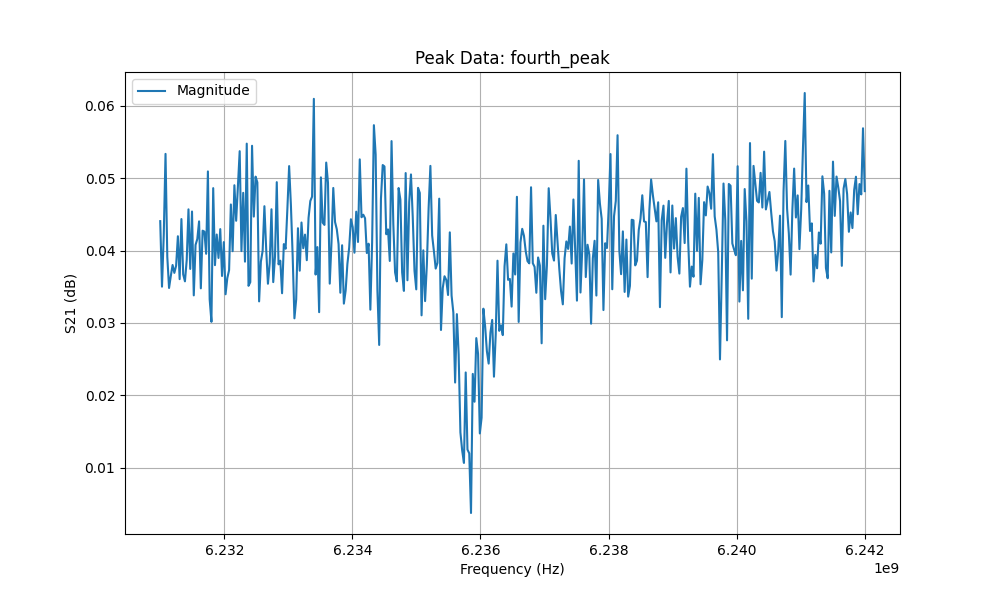 Peak Data: fourth_peak
Magnitude
0.06
0.05
0.04
0.03
0.02
0.01
S21 (dB)
6.232 6.234 6.236 6.238 6.240 6.242
1e9
Frequency (Hz)